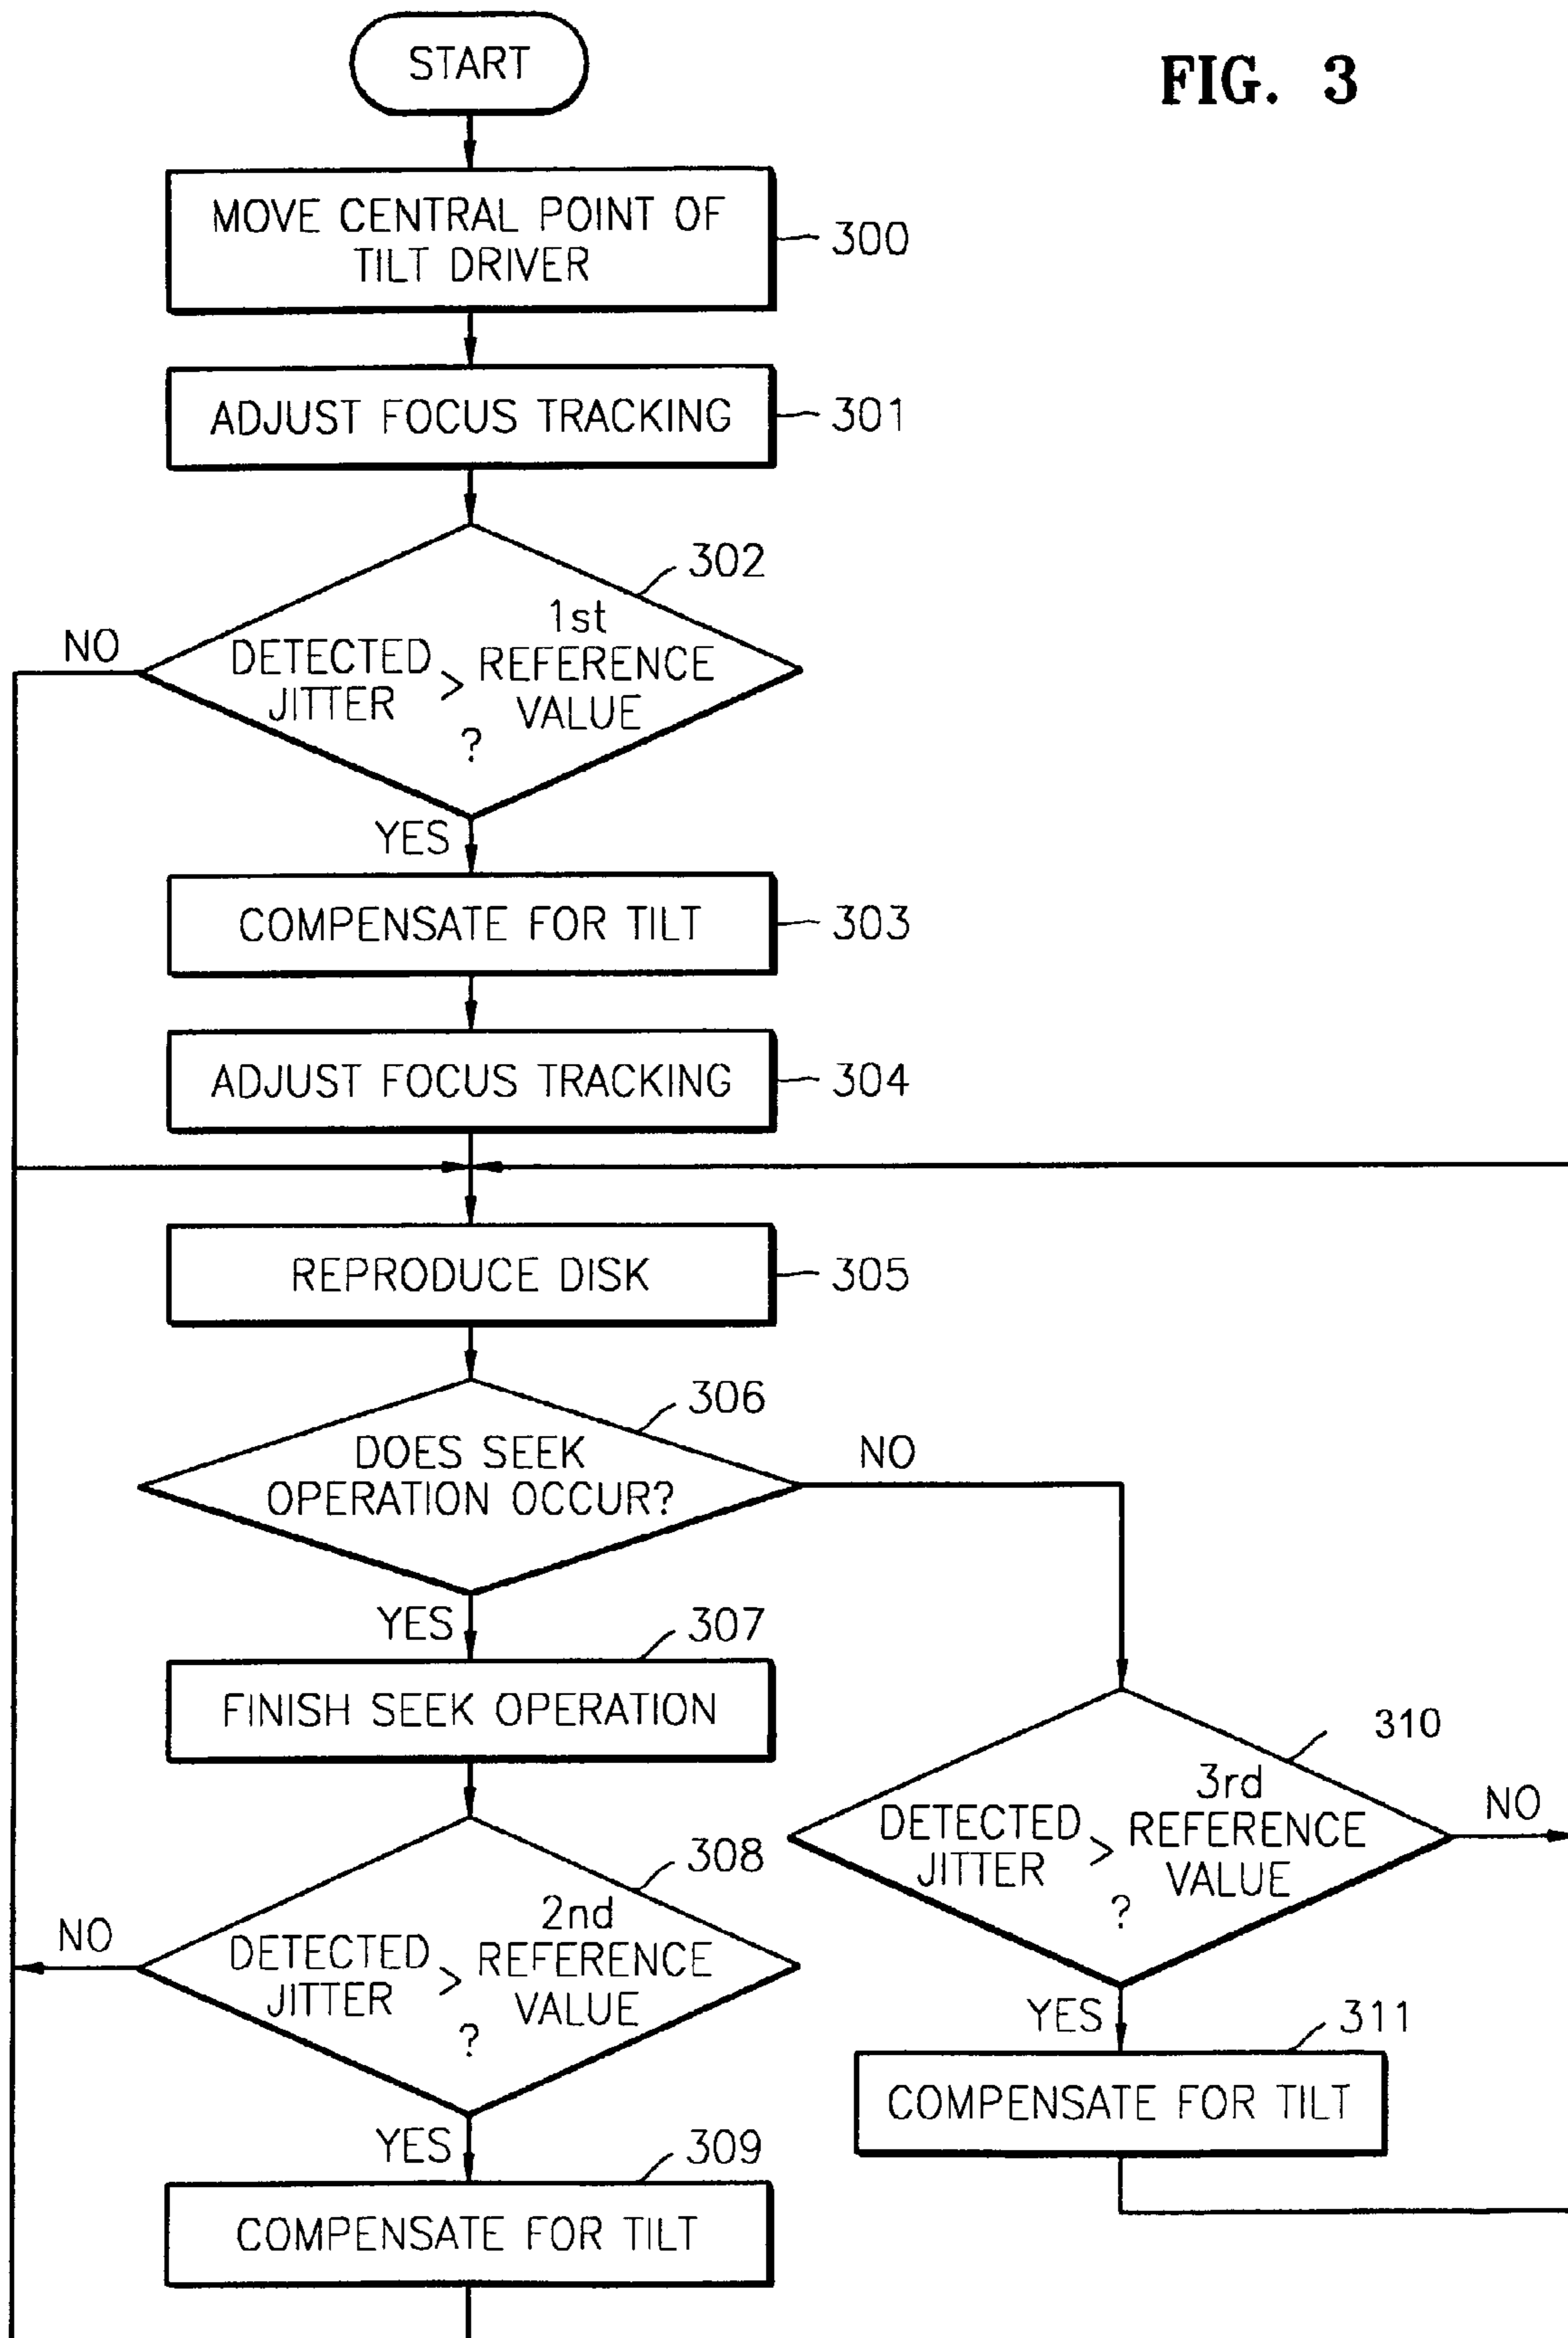 FIG. 3
START
MOVE CENTRAL POINT OF
TILT DRIVER
300
ADJUST FOCUS TRACKING
301
302
NO
DETECTED
JITTER
>
1st
REFERENCE
VALUE
?
YES
COMPENSATE FOR TILT
303
ADJUST FOCUS TRACKING
304
REPRODUCE DISK
305
306
DOES SEEK
OPERATION OCCUR?
NO
YES
307
FINISH SEEK OPERATION
308
NO
DETECTED
JITTER
>
2nd
REFERENCE
VALUE
?
YES
309
COMPENSATE FOR TILT
310
DETECTED
JITTER
>
3rd
REFERENCE
VALUE
?
NO
YES
311
COMPENSATE FOR TILT